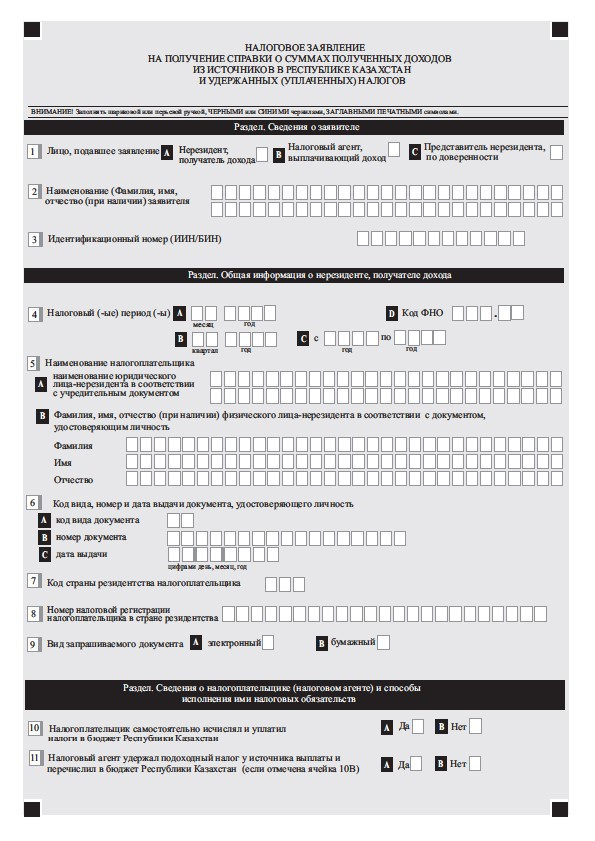 НАЛОГОВОЕ ЗАЯВЛЕНИЕ
НА ПОЛУЧЕНИЕ СПРАВКИ О СУММАХ ПОЛУЧЕННЫХ ДОХОДОВ
ИЗ ИСТОЧНИКОВ В РЕСПУБЛИКЕ КАЗАХСТАН
И УДЕРЖАННЫХ (УПЛАЧЕННЫХ) НАЛОГОВ
ВНИМАНИЕ! Заполнять шариковой или перьевой ручкой, ЧЕРНЫМИ или СИНИМИ чернилами, ЗАГЛАВНЫМИ ПЕЧАТНЫМИ символами.
Раздел. Сведения о заявителе
1 Лицо, подавшее заявление A Нерезидент, получатель дохода B Налоговый агент, выплачивающий доход C Представитель нерезидента, по доверенности
2 Наименование (Фамилия, имя,
отчество (при наличии) заявителя
3 Идентификационный номер (ИИН/БИН)
Раздел. Общая информация о нерезиденте, получателе дохода
4 Налоговый (-ые) период (-ы) A D Код ФНО .
месяц год
B C с по
квартал год год год
5 Наименование налогоплательщика
A наименование юридического
лица-нерезидента в соответствии
с учредительным документом
B Фамилия, имя, отчество (при наличии) физического лица-нерезидента в соответствии с документом,
удостоверяющим личность
Фамилия
Имя
Отчество
6 Код вида, номер и дата выдачи документа, удостоверяющего личность
A код вида документа
B номер документа
C дата выдачи
цифрами день, месяц, год
7 Код страны резидентства налогоплательщика
8 Номер налоговой регистрации
налогоплательщика в стране резидентства
9 Вид запрашиваемого документа A электронный B бумажный
Раздел. Сведения о налогоплательщике (налоговом агенте) и способы
исполнения ими налоговых обязательств
10 Налогоплательщик самостоятельно исчислял и уплатил
налоги в бюджет Республики Казахстан
A Да B Нет
11 Налоговый агент удержал подоходный налог у источника выплаты и
перечислил в бюджет Республики Казахстан (если отмечена ячейка 10В)
A Да B Нет